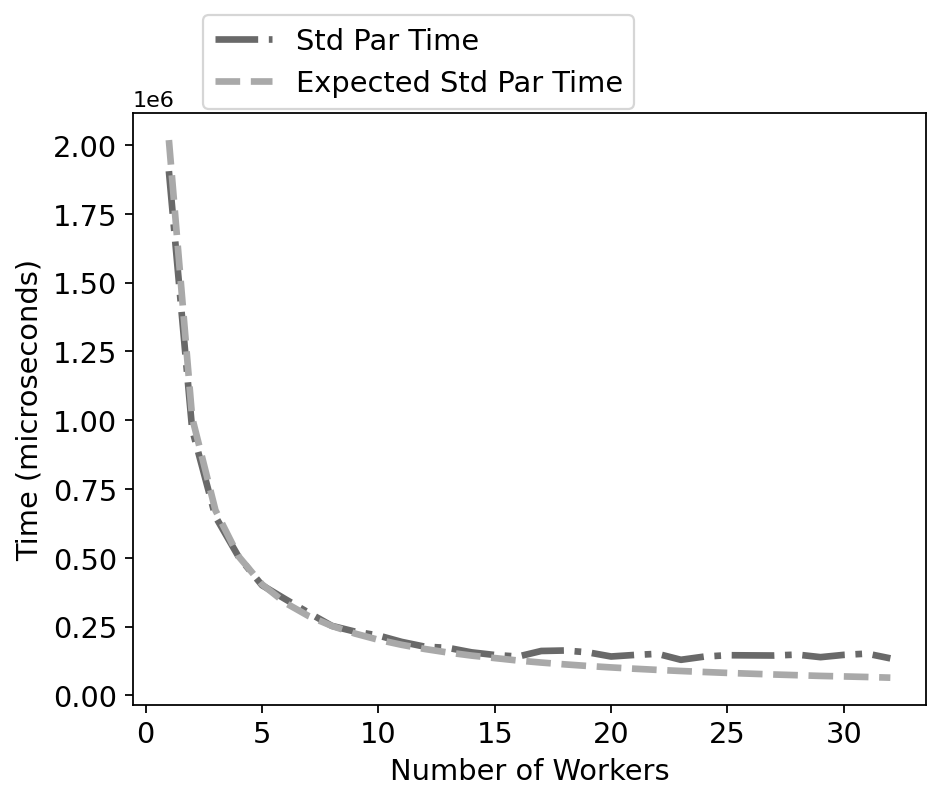 Std Par Time
Expected Std Par Time
1e6
2.00
1.75
1.50
1.25
1.00
0.75
0.50
0.25
0.00
Time (microseconds)
0 5 10 15 20 25 30
Number of Workers